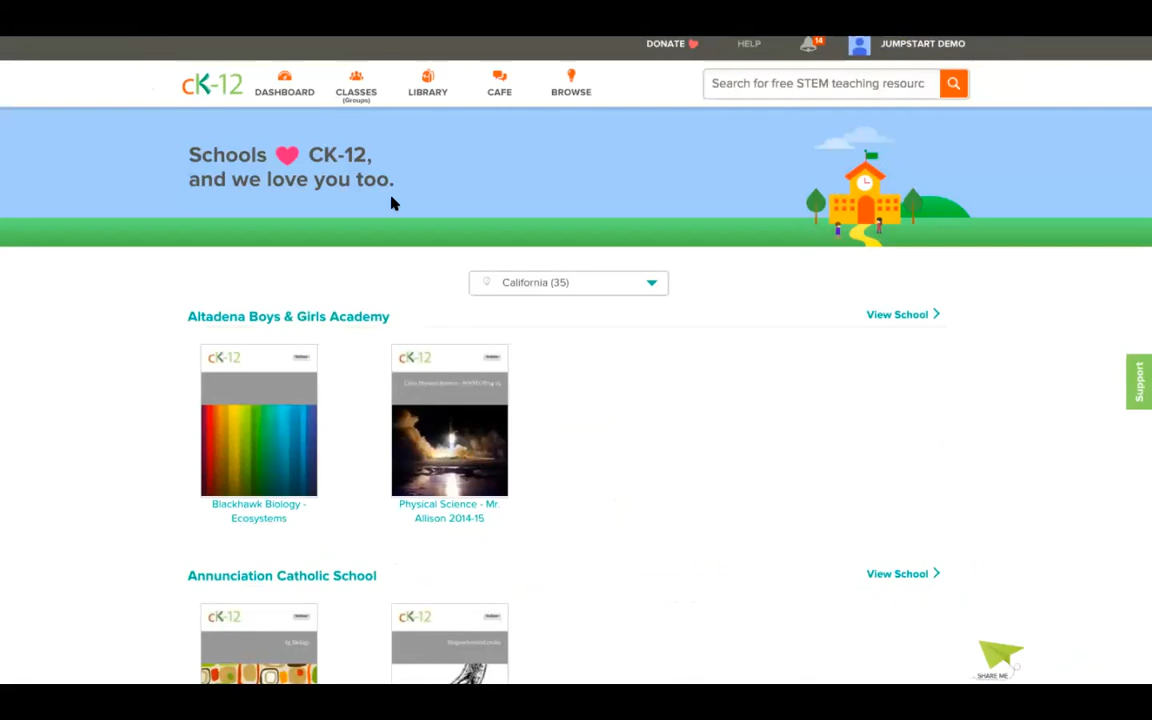 DONATE HELP 14 JUMPSTART DEMO
cK-12 DASHBOARD CLASSES LIBRARY CAFE BROWSE Search for free STEM teaching resourc
(Groups)
Schools CK-12,
and we love you too.
California (35)
Altadena Boys & Girls Academy View School
cK-12 cK-12
Blackhawk Biology - Physical Science - Mr.
Ecosystems Allison 2014-15
Support
Annunciation Catholic School View School
cK-12 cK-12
SHARE ME